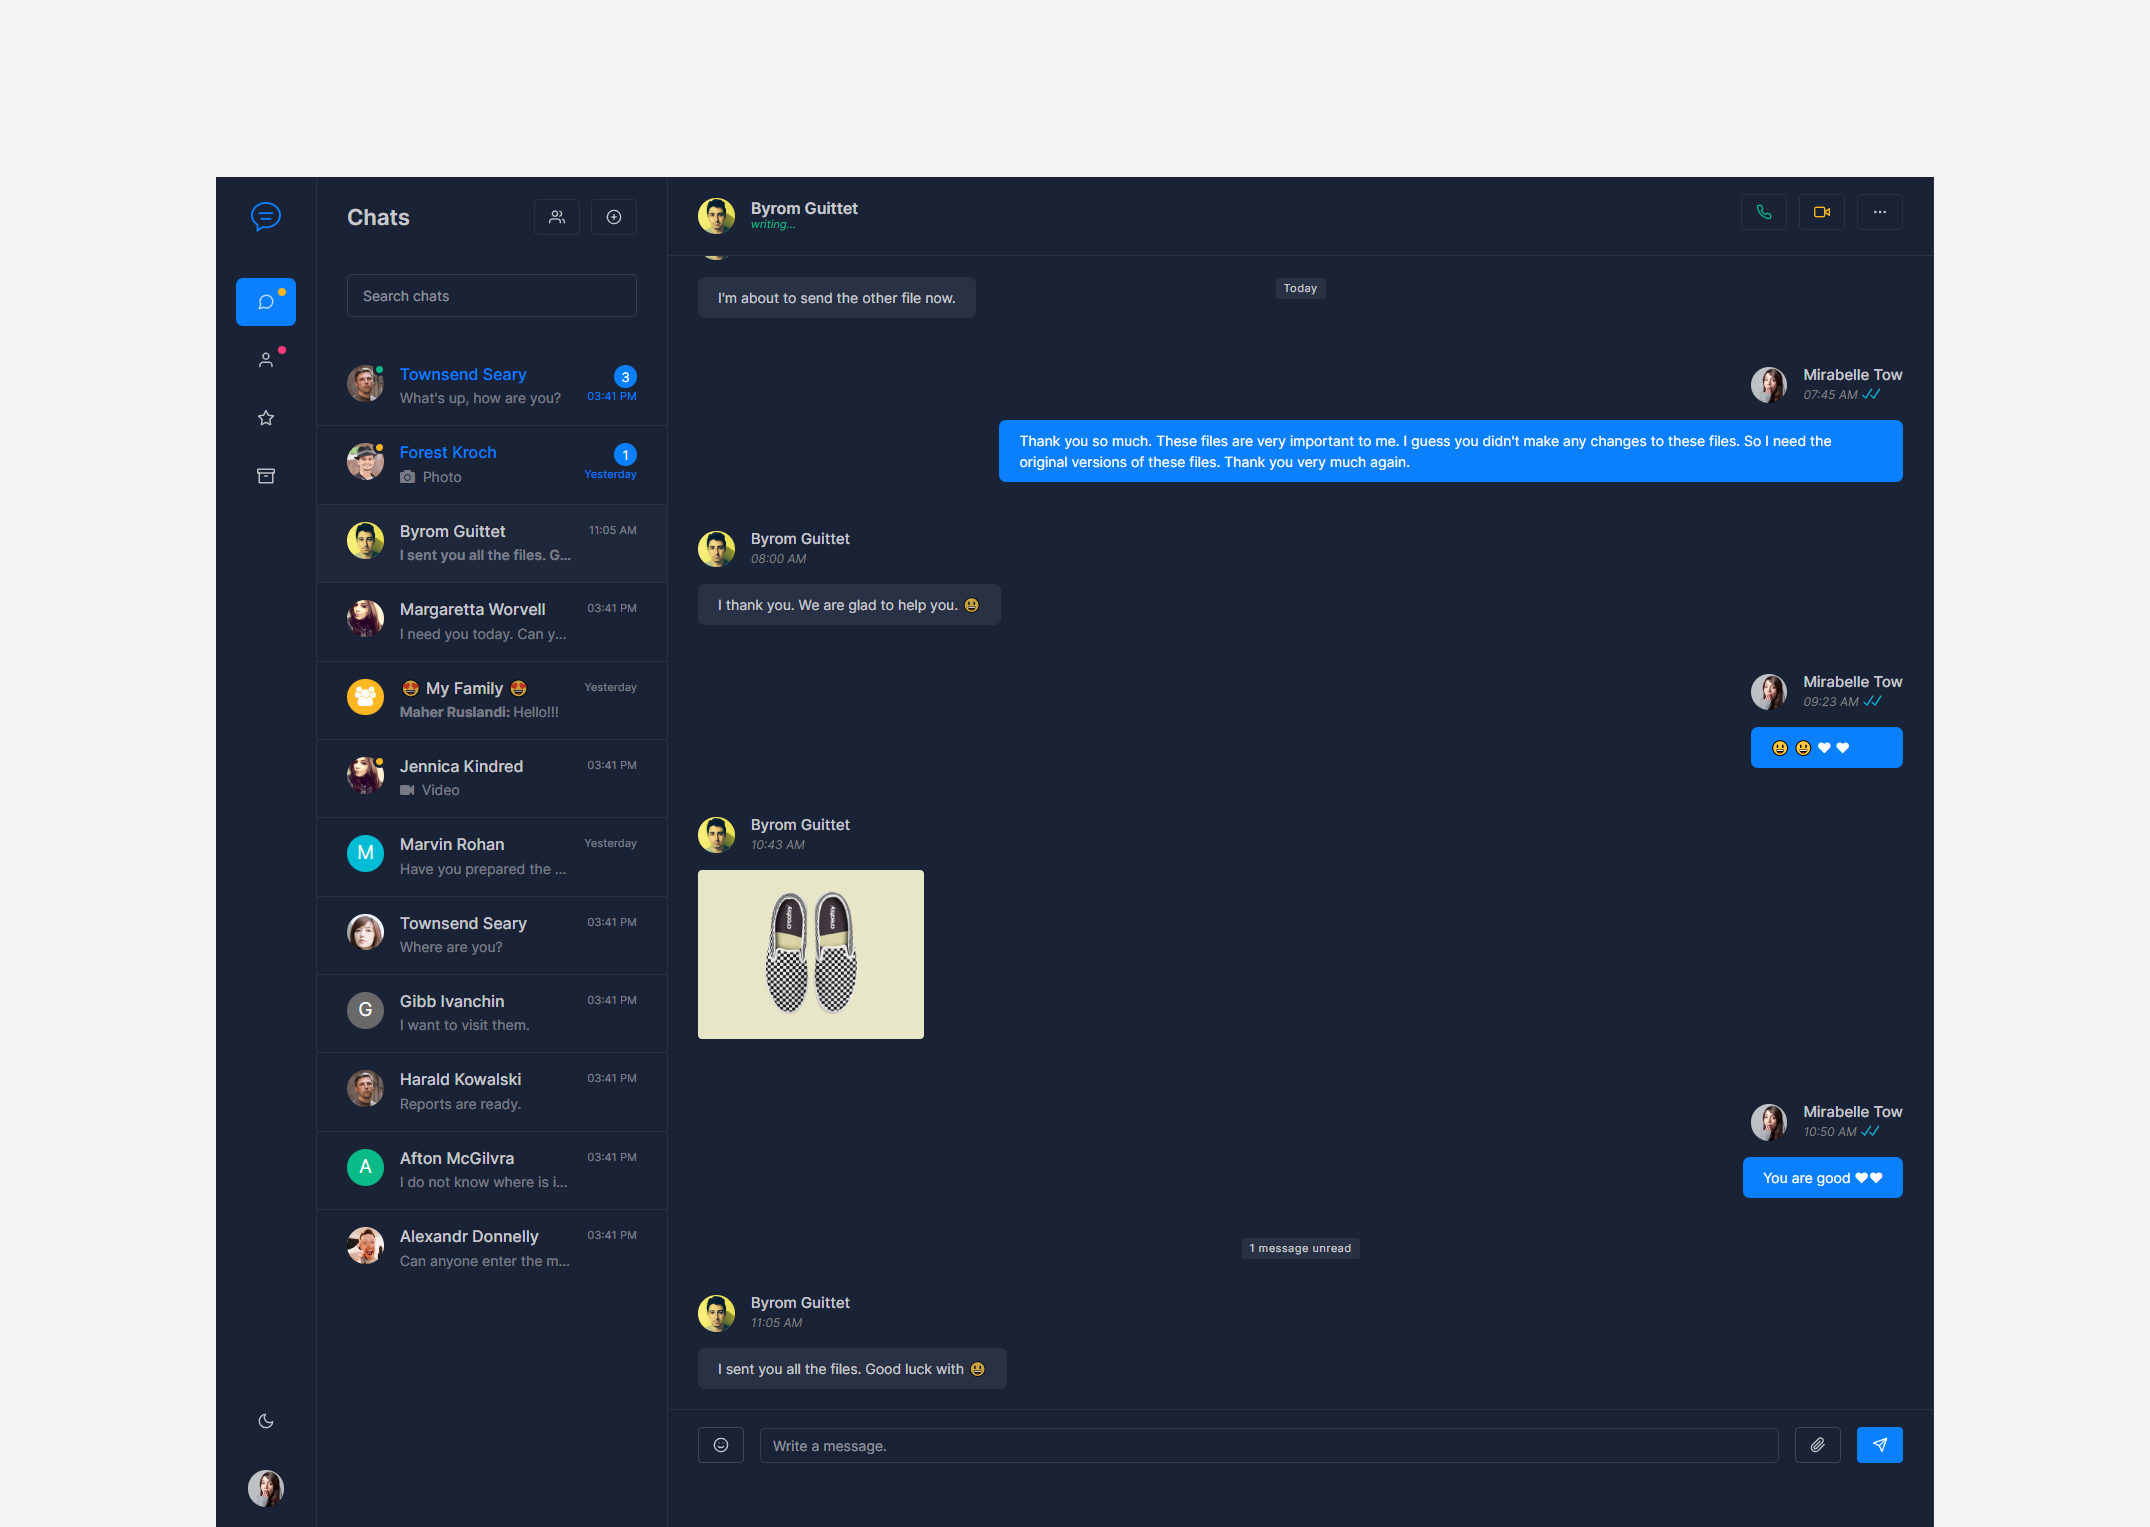 Chats
Search chats
Townsend Seary
3
What's up, how are you?
03:41 PM
Forest Kroch
1
Photo
Yesterday
Byrom Guittet
11:05 AM
I sent you all the files. G...
Margaretta Worvell
03:41 PM
I need you today. Can y...
😍 My Family 😍
Yesterday
Maher Ruslandi: Hello!!!
Jennica Kindred
03:41 PM
Video
M
Marvin Rohan
Yesterday
Have you prepared the ...
Townsend Seary
03:41 PM
Where are you?
G
Gibb Ivanchin
03:41 PM
I want to visit them.
Harald Kowalski
03:41 PM
Reports are ready.
A
Afton McGilvra
03:41 PM
I do not know where is i...
Alexandr Donnelly
03:41 PM
Can anyone enter the m...
Byrom Guittet
writing...
Today
I'm about to send the other file now.
Mirabelle Tow
07:45 AM
Thank you so much. These files are very important to me. I guess you didn't make any changes to these files. So I need the
original versions of these files. Thank you very much again.
Byrom Guittet
08:00 AM
I thank you. We are glad to help you. 😃
Mirabelle Tow
09:23 AM
😃 😃 ❤ ❤
Byrom Guittet
10:43 AM
creatsy
creatsy
Mirabelle Tow
10:50 AM
You are good ❤❤
1 message unread
Byrom Guittet
11:05 AM
I sent you all the files. Good luck with 😃
Write a message.